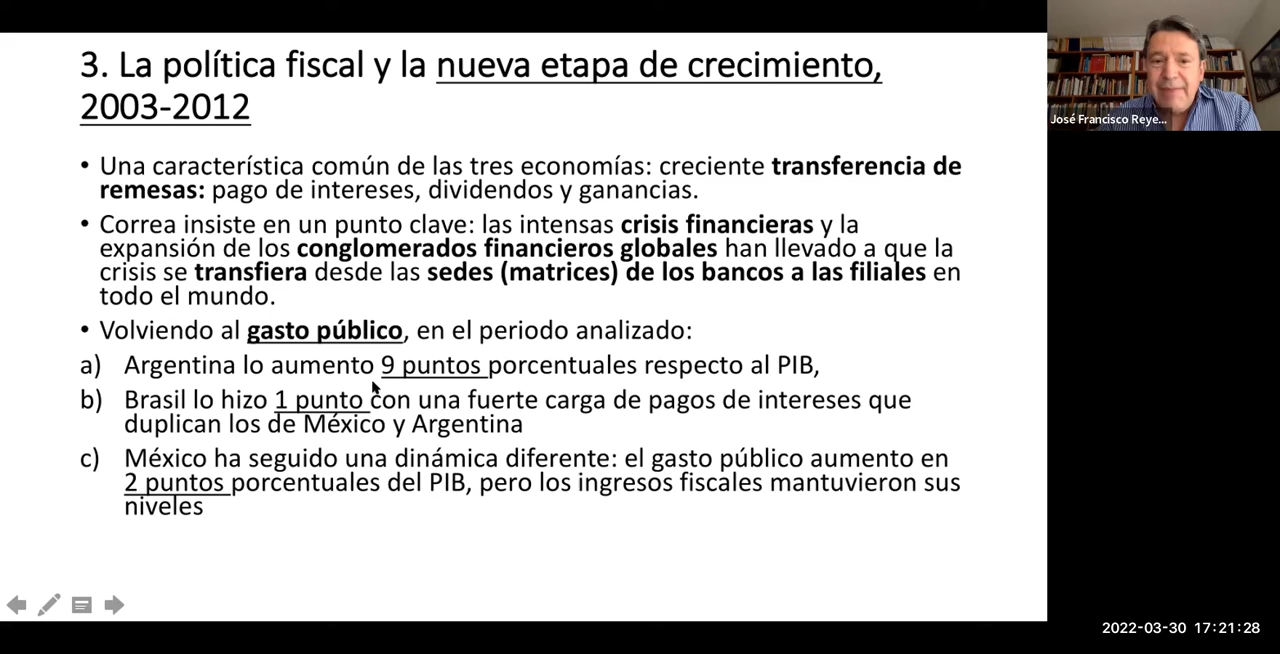 3. La política fiscal y la nueva etapa de crecimiento,
2003-2012
• Una característica común de las tres economías: creciente transferencia de
remesas: pago de intereses, dividendos y ganancias.
• Correa insiste en un punto clave: las intensas crisis financieras y la
expansión de los conglomerados financieros globales han llevado a que la
crisis se transfiera desde las sedes (matrices) de los bancos a las filiales en
todo el mundo.
• Volviendo al gasto público, en el periodo analizado:
a) Argentina lo aumento 9 puntos porcentuales respecto al PIB,
b) Brasil lo hizo 1 punto con una fuerte carga de pagos de intereses que
duplican los de México y Argentina
c) México ha seguido una dinámica diferente: el gasto público aumento en
2 puntos porcentuales del PIB, pero los ingresos fiscales mantuvieron sus
niveles
José Francisco Reye...
2022-03-30 17:21:28